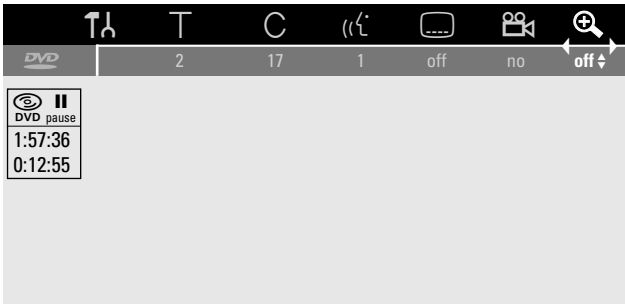 T C
DVD 2 17 1 off no off
DVD pause
1:57:36
0:12:55